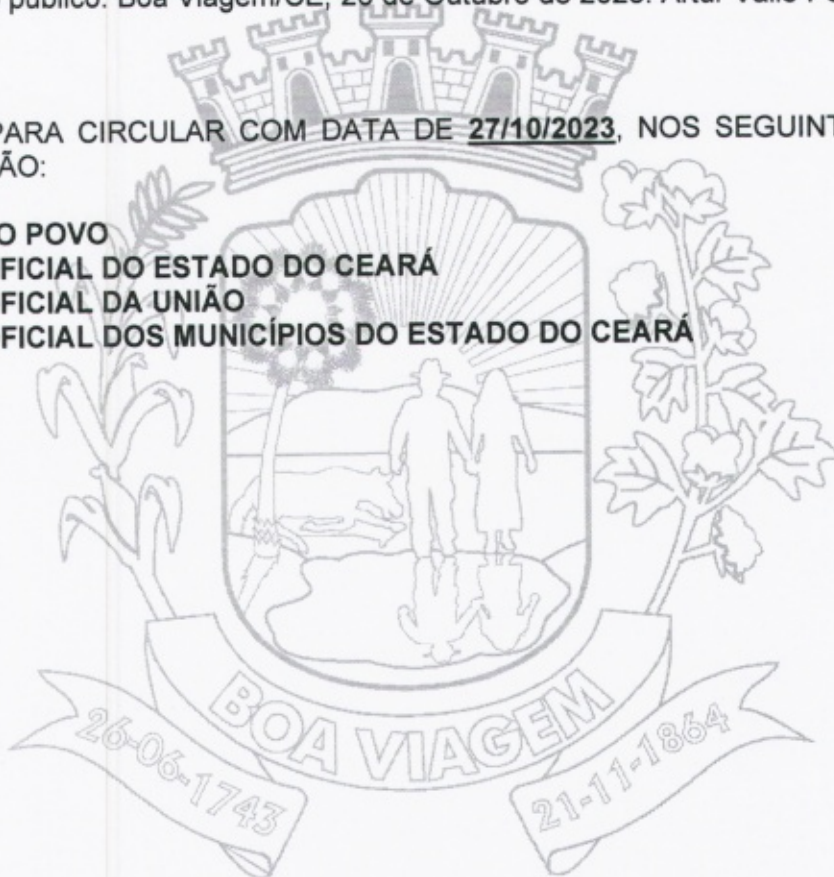 público. Boa Viagem/CE, 26 de Outubro de 2023. Artur Valle
PARA CIRCULAR COM DATA DE 27/10/2023, NOS SEGUINT
ÃO:
O POVO
FICIAL DO ESTADO DO CEARÁ
FICIAL DA UNIÃO
FICIAL DOS MUNICÍPIOS DO ESTADO DO CEARÁ
BOA VIAGEM
26-06-1743
21-11-1864